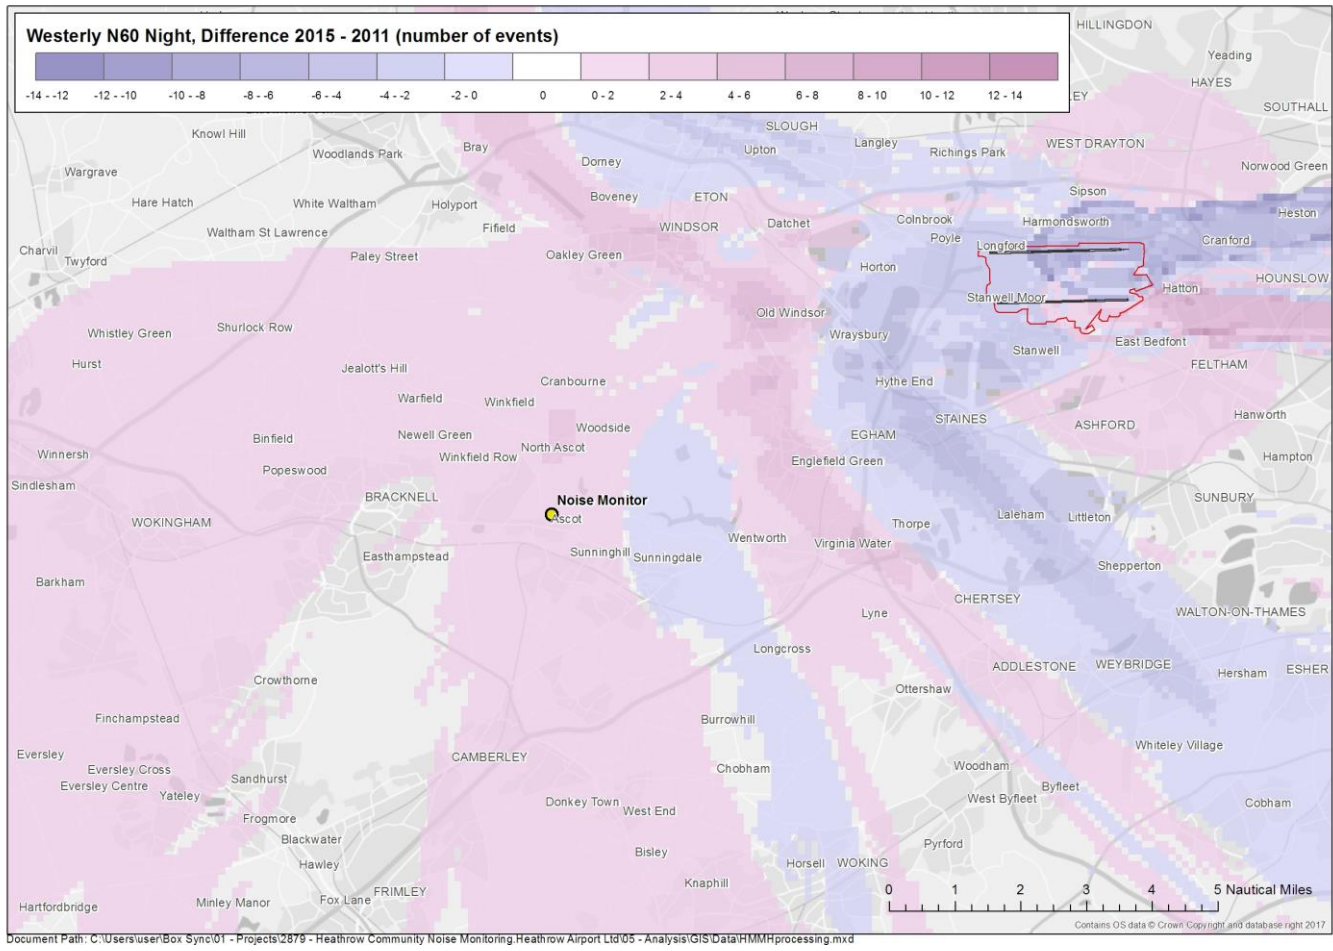 HILLINGDON
Westerly N60 Night, Difference 2015 - 2011 (number of events)
Yeading
HAYES
-14 - -12 -12 - -10 -10 - -8 -8 - -6 -6 - -4 -4 - -2 -2 - 0 0 0 - 2 2 - 4 4 - 6 6 - 8 8 - 10 10 - 12 12 - 14
LEY
SOUTHALL
SLOUGH
Knowl Hill
Bray
Upton
Langley
WEST DRAYTON
Woodlands Park
Richings Park
Dorney
Norwood Green
Wargrave
Sipson
Hare Hatch
White Waltham
Holyport
Boveney
ETON
Heston
Waltham St Lawrence
Fifield
WINDSOR
Datchet
Colnbrook
Harmondsworth
Poyle
Cranford
Charvil
Longford
Twyford
Paley Street
Oakley Green
Horton
HOUNSLOW
Hatton
Stanwell Moor
Old Windsor
Whistley Green
Shurlock Row
Wraysbury
East Bedfont
Stanwell
Hurst
Jealott's Hill
FELTHAM
Cranbourne
Hythe End
Warfield
Winkfield
Hanworth
STAINES
ASHFORD
Binfield
Newell Green
Woodside
EGHAM
North Ascot
Winnersh
Winkfield Row
Englefield Green
Hampton
Popeswood
Sindlesham
BRACKNELL
Noise Monitor
SUNBURY
WOKINGHAM
Ascot
Thorpe
Laleham
Littleton
Wentworth
Virginia Water
Easthampstead
Sunninghill
Sunningdale
Shepperton
Barkham
CHERTSEY
Lyne
WALTON-ON-THAMES
Longcross
ADDLESTONE
WEYBRIDGE
Hersham
ESHER
Crowthorne
Ottershaw
Finchampstead
Burrowhill
Whiteley Village
Eversley
CAMBERLEY
Eversley Cross
Chobham
Woodham
Sandhurst
Eversley Centre
Byfleet
Yateley
Donkey Town
West End
West Byfleet
Cobham
Frogmore
Blackwater
Pyrford
Bisley
Hawley
Horsell
WOKING
Knaphill
FRIMLEY
0 1 2 3 4 5 Nautical Miles
Hartfordbridge
Minley Manor
Fox Lane
Contains OS data © Crown Copyright and database right 2017
Document Path: C:\Users\user\Box Sync\01 - Projects\2879 - Heathrow Community Noise Monitoring.Heathrow Airport Ltd\05 - Analysis\GIS\Data\HMMHprocessing.mxd